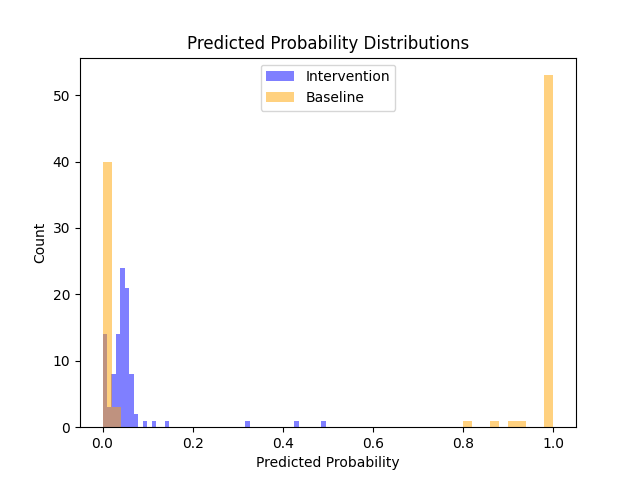 Predicted Probability Distributions
Intervention
Baseline
Count
50
40
30
20
10
0
0.0 0.2 0.4 0.6 0.8 1.0
Predicted Probability